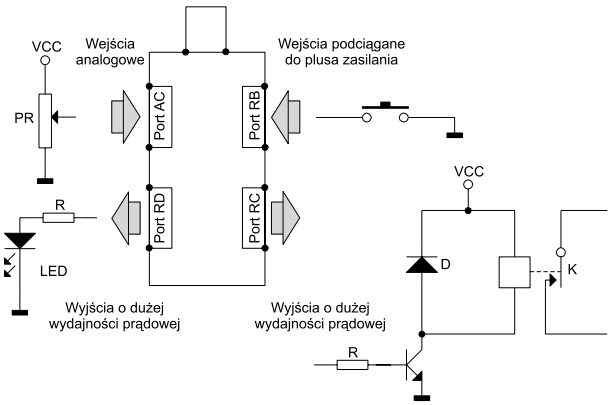 VCC
Wejścia
analogowe
Wejścia podciągane
do plusa zasilania
PR
Port AC
Port RB
R
Port RD
Port RC
VCC
LED
D
K
Wyjścia o dużej
wydajności prądowej
Wyjścia o dużej
wydajności prądowej
R